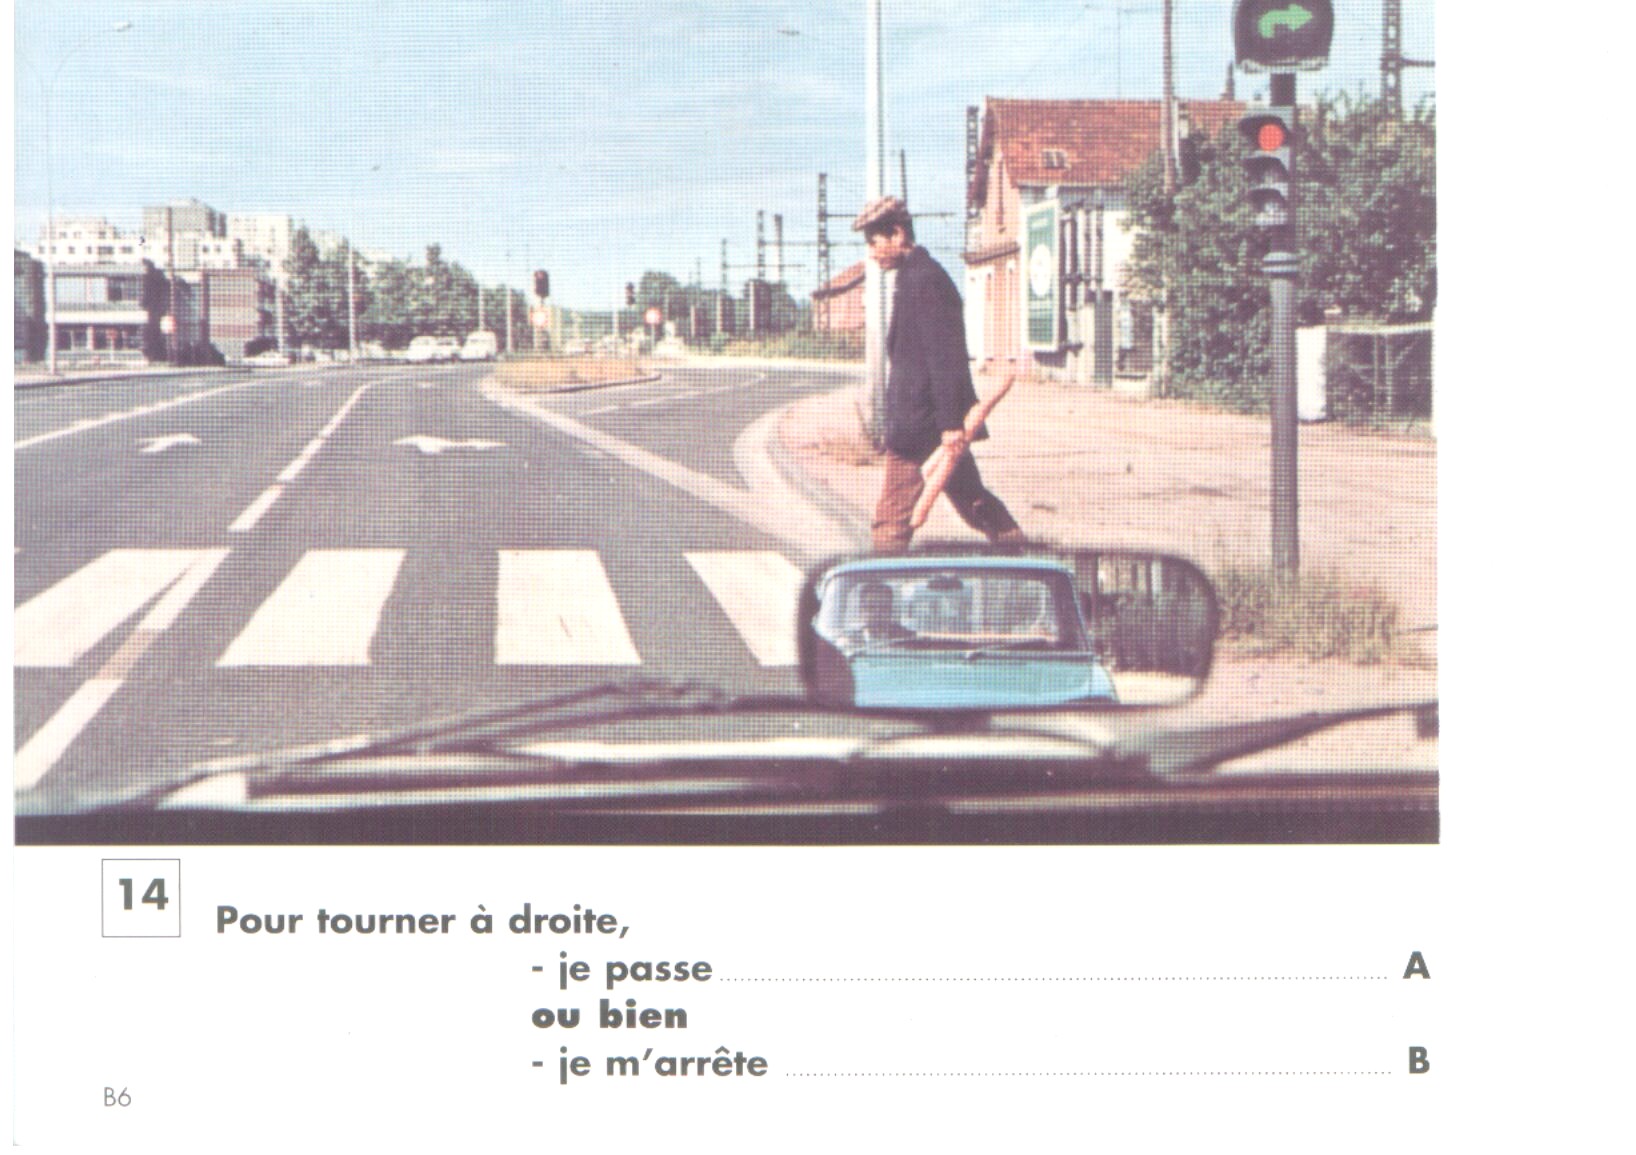 14
Pour tourner à droite,
- je passe A
ou bien
- je m'arrête B
B6